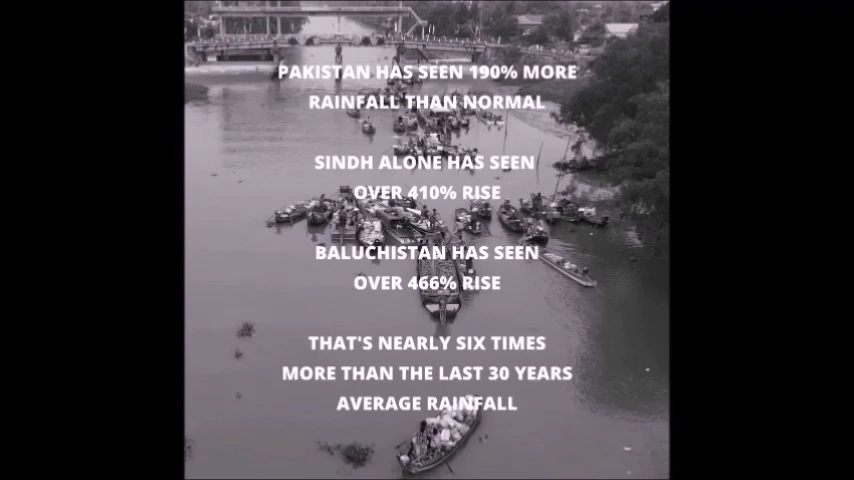 PAKISTAN HAS SEEN 190% MORE
RAINFALL THAN NORMAL
SINDH ALONE HAS SEEN
OVER 410% RISE
BALUCHISTAN HAS SEEN
OVER 466% RISE
THAT'S NEARLY SIX TIMES
MORE THAN THE LAST 30 YEARS
AVERAGE RAINFALL